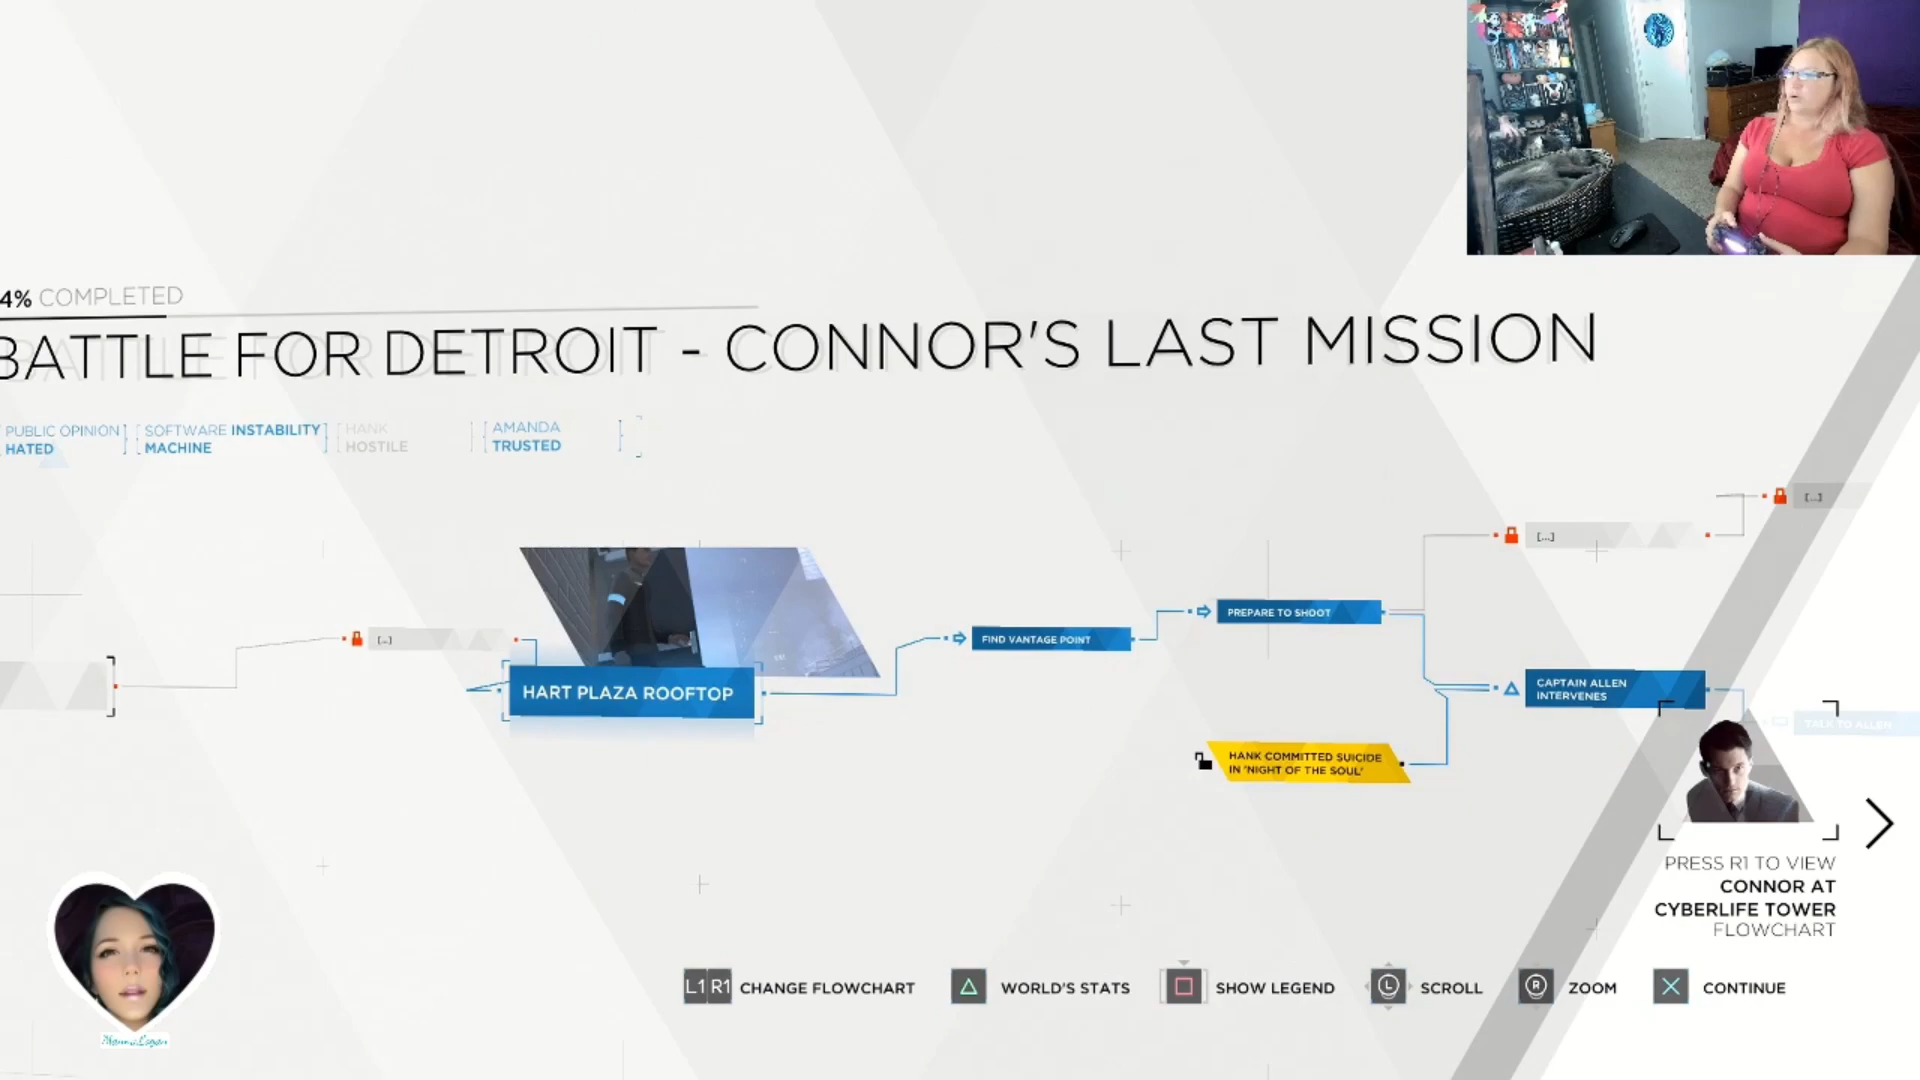 4% COMPLETED
BATTLE FOR DETROIT - CONNOR'S LAST MISSION
PUBLIC OPINION
HATED
SOFTWARE INSTABILITY
MACHINE
HANK
HOSTILE
AMANDA
TRUSTED
[...]
[...]
[...]
HART PLAZA ROOFTOP
FIND VANTAGE POINT
PREPARE TO SHOOT
CAPTAIN ALLEN
INTERVENES
TALK TO ALLEN
HANK COMMITTED SUICIDE
IN 'NIGHT OF THE SOUL'
PRESS R1 TO VIEW
CONNOR AT
CYBERLIFE TOWER
FLOWCHART
L1 R1 CHANGE FLOWCHART
WORLD'S STATS
SHOW LEGEND
L SCROLL
R ZOOM
CONTINUE